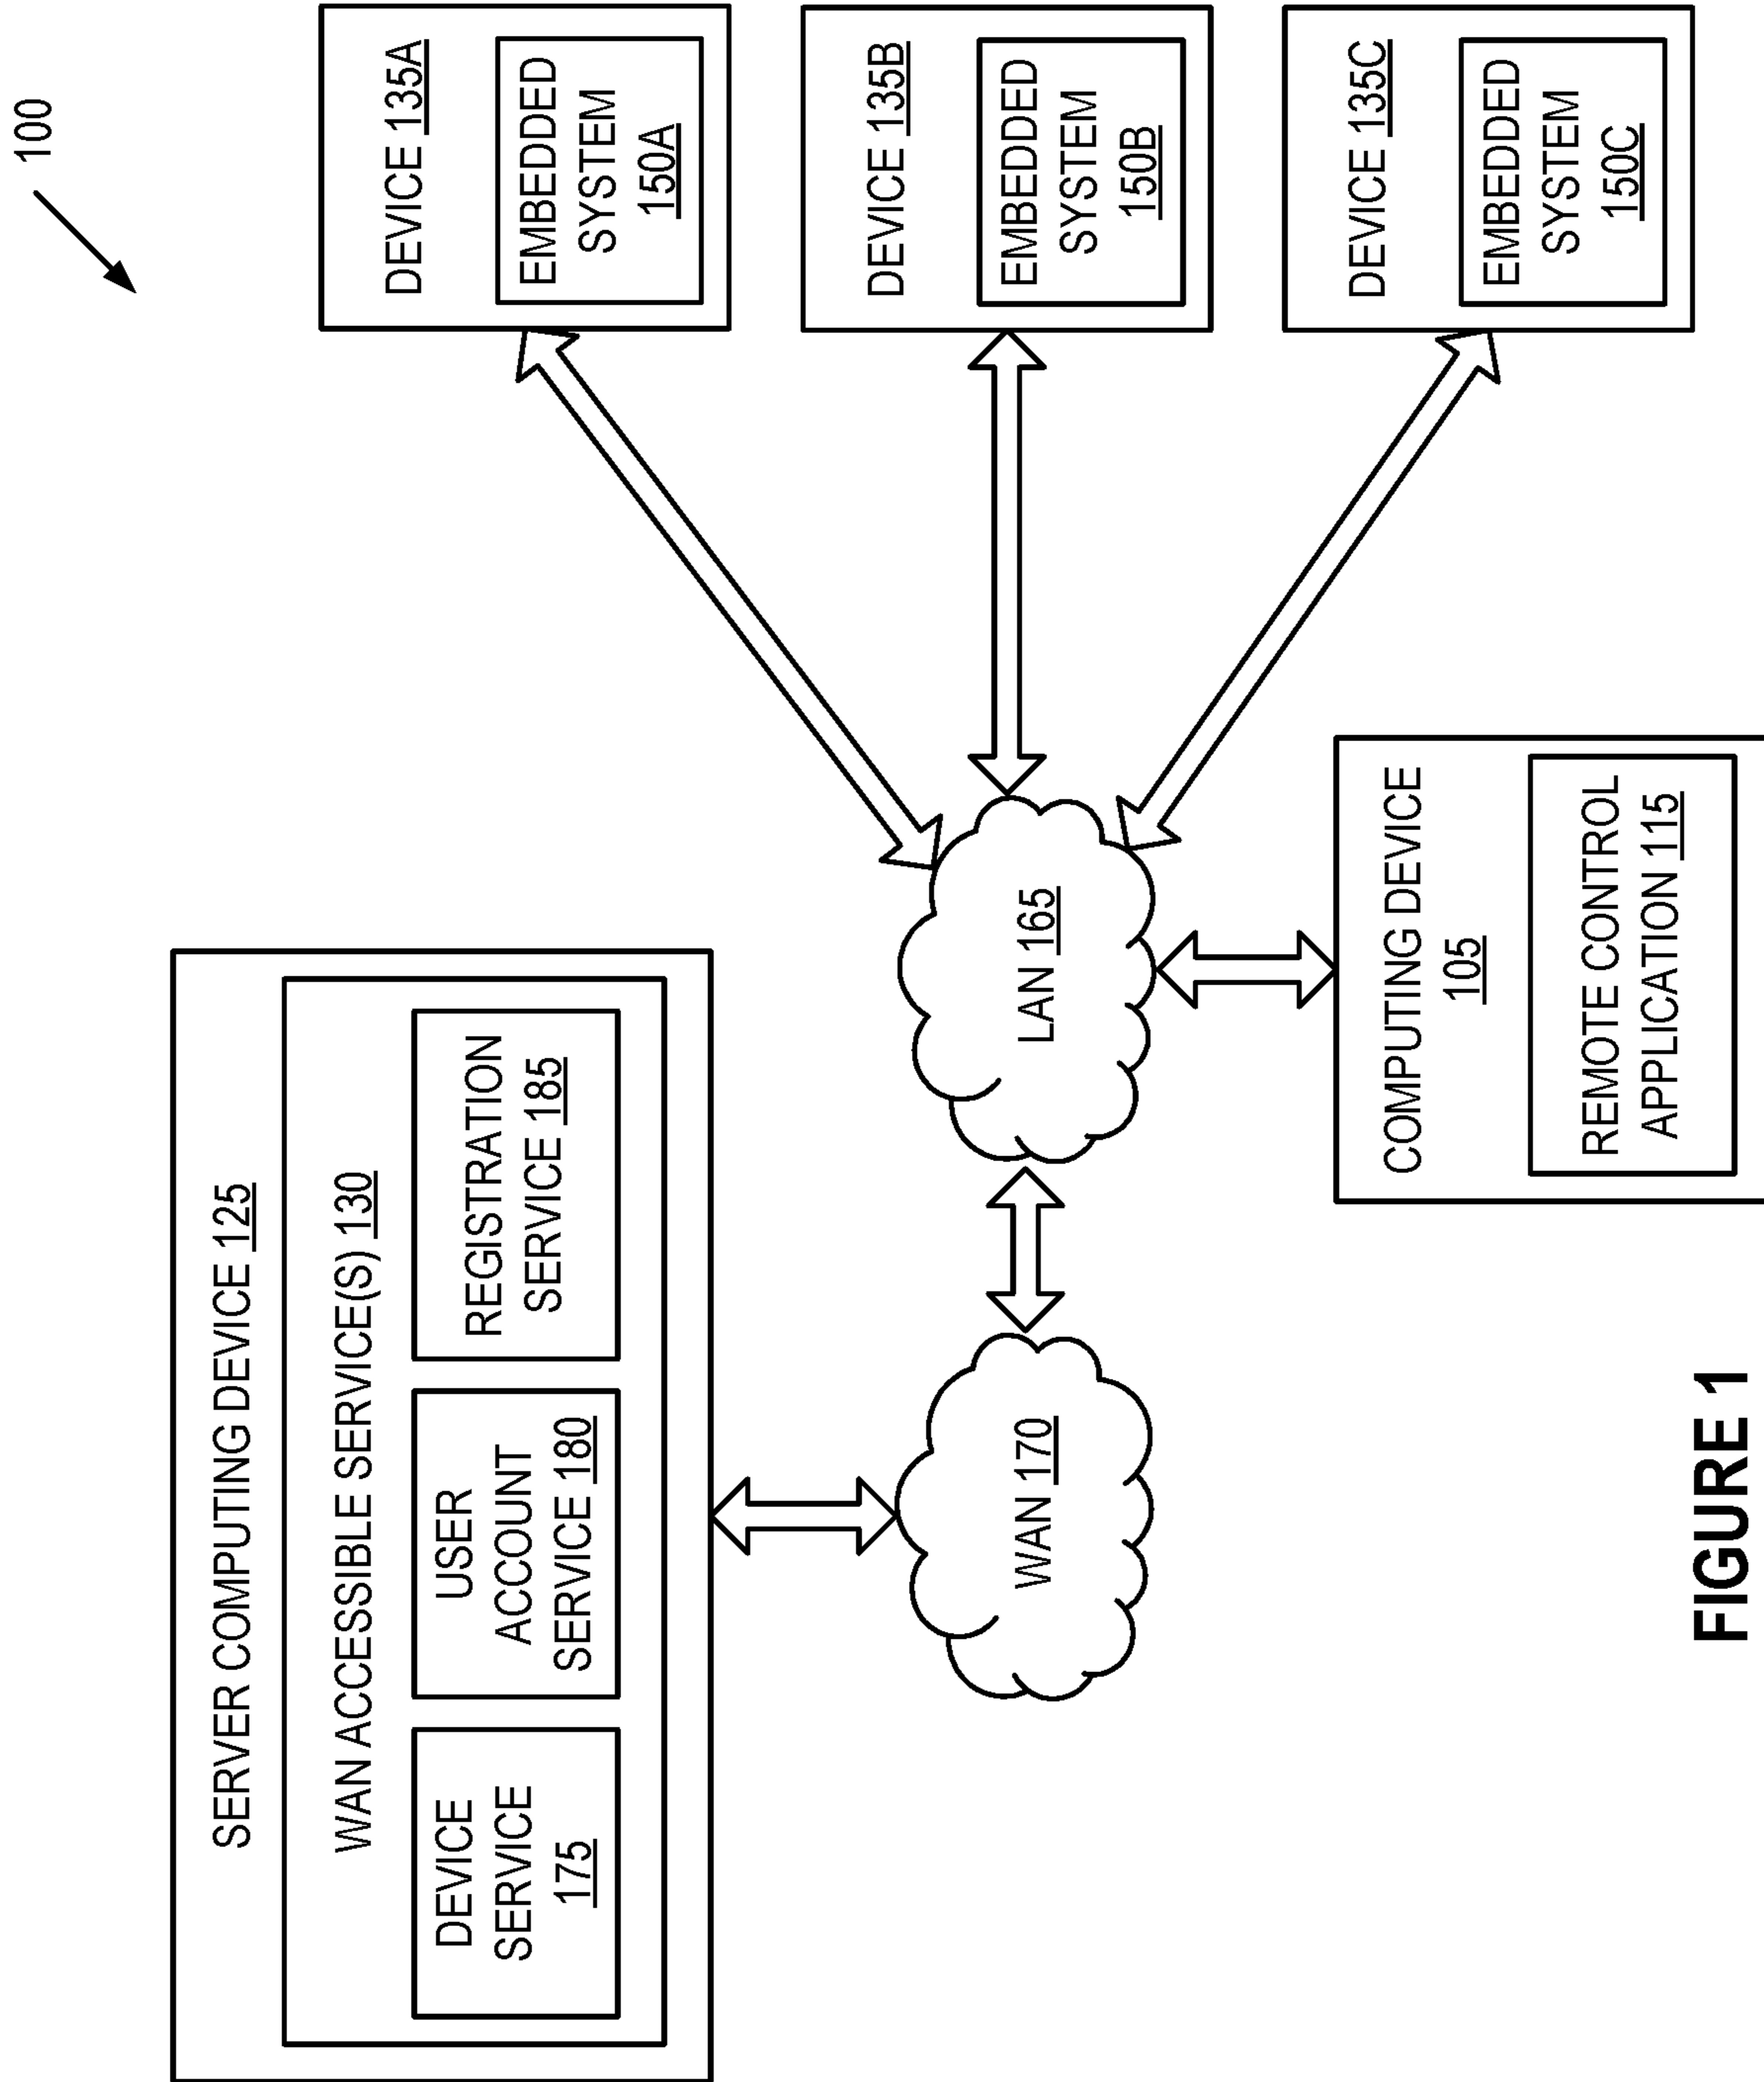 100
SERVER COMPUTING DEVICE 125
WAN ACCESSIBLE SERVICE(S) 130
DEVICE
SERVICE
175
USER
ACCOUNT
SERVICE 180
REGISTRATION
SERVICE 185
WAN 170
LAN 165
DEVICE 135A
EMBEDDED
SYSTEM
150A
DEVICE 135B
EMBEDDED
SYSTEM
150B
DEVICE 135C
EMBEDDED
SYSTEM
150C
COMPUTING DEVICE
105
REMOTE CONTROL
APPLICATION 115
FIGURE 1